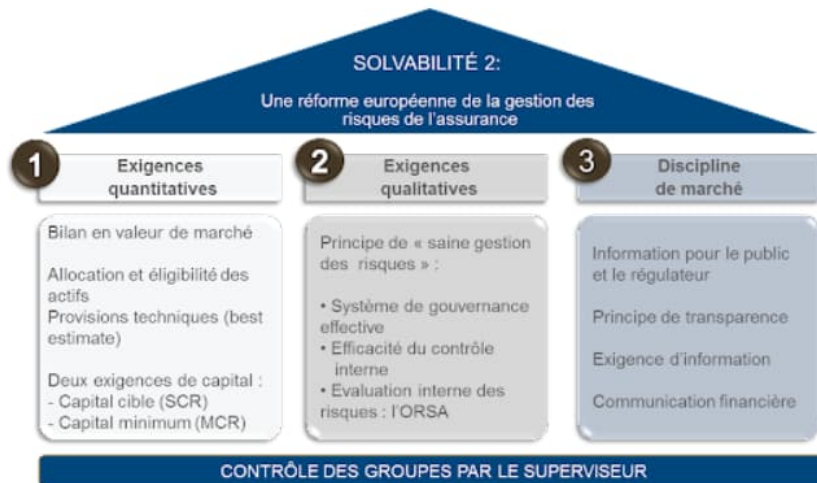 SOLVABILITÉ 2:
Une réforme européenne de la gestion des
risques de l'assurance
1
Exigences
quantitatives
Bilan en valeur de marché
Allocation et éligibilité des
actifs
Provisions techniques (best
estimate)
Deux exigences de capital :
- Capital cible (SCR)
- Capital minimum (MCR)
2
Exigences
qualitatives
Principe de « saine gestion
des risques » :
• Système de gouvernance
effective
• Efficacité du contrôle
interne
• Evaluation interne des
risques : l'ORSA
3
Discipline
de marché
Information pour le public
et le régulateur
Principe de transparence
Exigence d'information
Communication financière
CONTRÔLE DES GROUPES PAR LE SUPERVISEUR